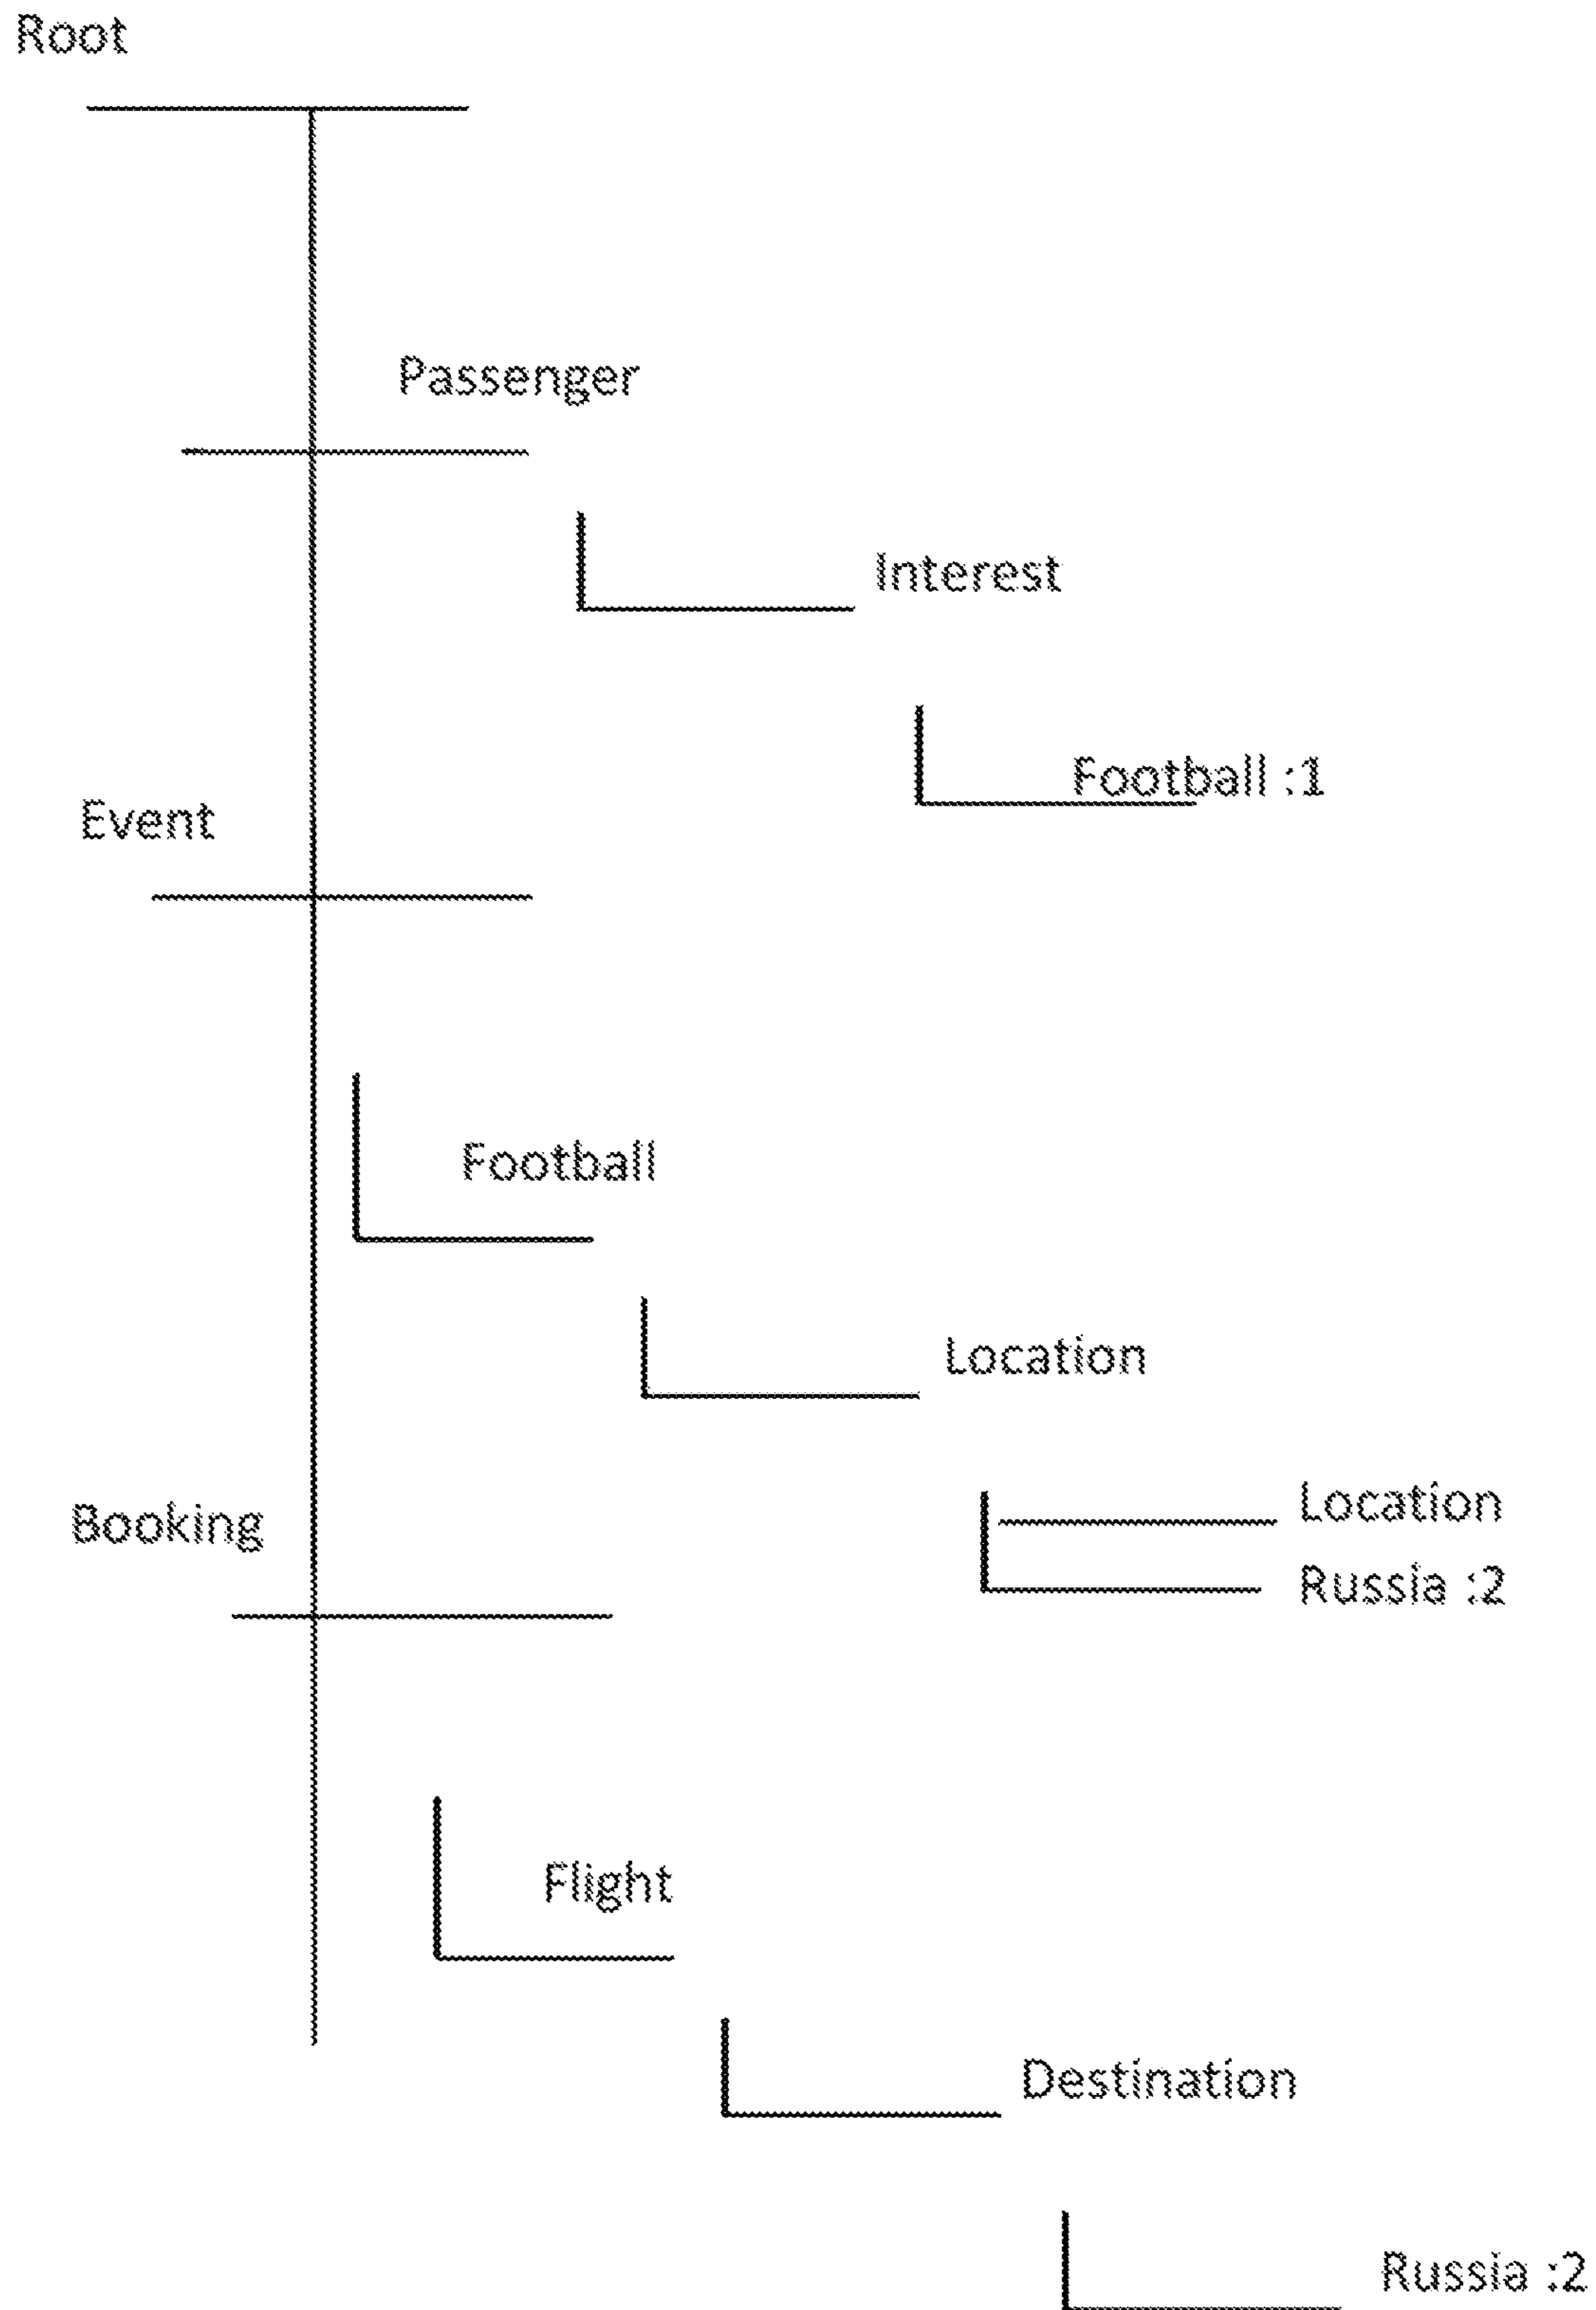 Root
Passenger
Interest
Football :1
Event
Football
Location
Location
Russia :2
Booking
Flight
Destination
Russia :2